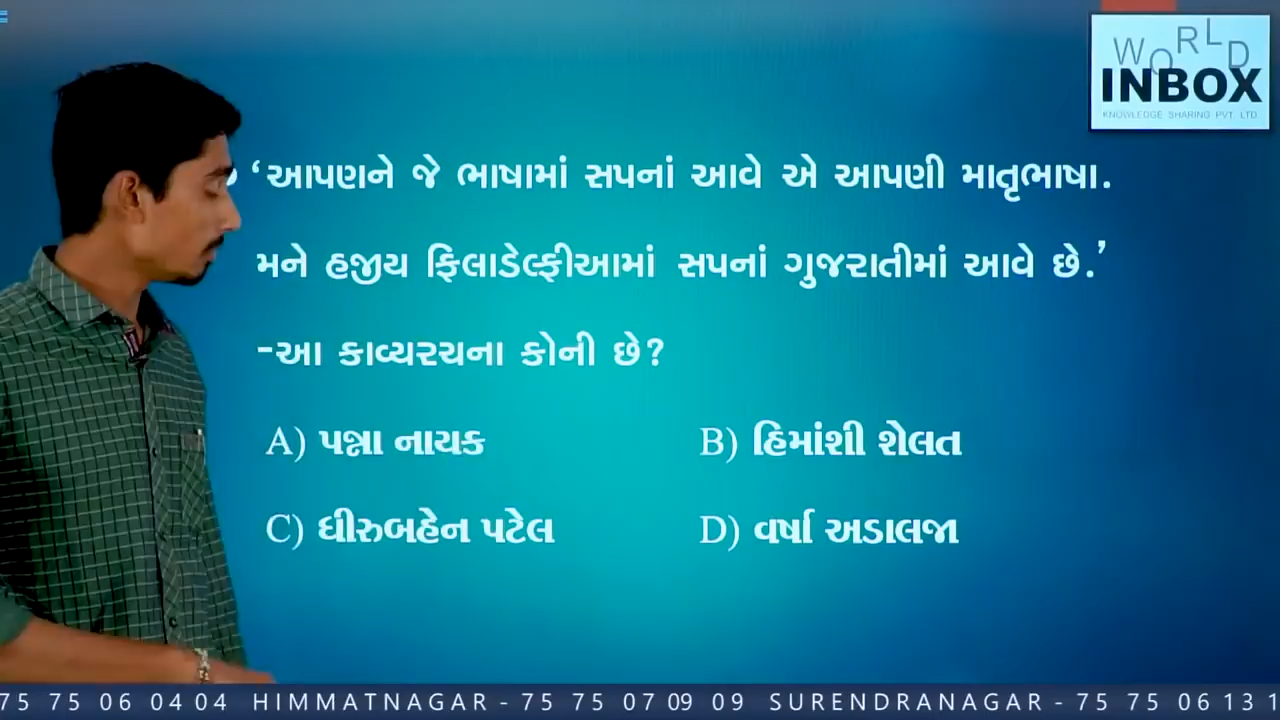 WORLD
INBOX
KNOWLEDGE SHARING PVT. LTD.
‘આપણને જે ભાષામાં સપનાં આવે એ આપણી માતૃભાષા.
મને હજીય ફિલાડેલ્ફીઆમાં સપનાં ગુજરાતીમાં આવે છે.’
-આ કાવ્યરચના કોની છે?
A) પન્ના નાયક
B) હિમાંશી શેલત
C) ધીરુબહેન પટેલ
D) વર્ષા અડાલજા
75 75 06 04 04 HIMMATNAGAR - 75 75 07 09 09 SURENDRANAGAR - 75 75 06 13 1